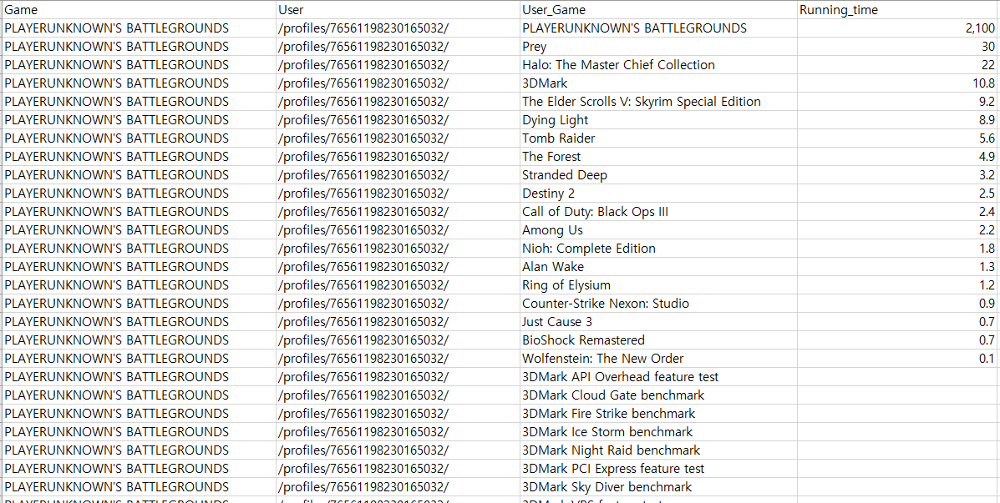 Game User User_Game Running_time
PLAYERUNKNOWN'S BATTLEGROUNDS /profiles/76561198230165032/ PLAYERUNKNOWN'S BATTLEGROUNDS 2,100
PLAYERUNKNOWN'S BATTLEGROUNDS /profiles/76561198230165032/ Prey 30
PLAYERUNKNOWN'S BATTLEGROUNDS /profiles/76561198230165032/ Halo: The Master Chief Collection 22
PLAYERUNKNOWN'S BATTLEGROUNDS /profiles/76561198230165032/ 3DMark 10.8
PLAYERUNKNOWN'S BATTLEGROUNDS /profiles/76561198230165032/ The Elder Scrolls V: Skyrim Special Edition 9.2
PLAYERUNKNOWN'S BATTLEGROUNDS /profiles/76561198230165032/ Dying Light 8.9
PLAYERUNKNOWN'S BATTLEGROUNDS /profiles/76561198230165032/ Tomb Raider 5.6
PLAYERUNKNOWN'S BATTLEGROUNDS /profiles/76561198230165032/ The Forest 4.9
PLAYERUNKNOWN'S BATTLEGROUNDS /profiles/76561198230165032/ Stranded Deep 3.2
PLAYERUNKNOWN'S BATTLEGROUNDS /profiles/76561198230165032/ Destiny 2 2.5
PLAYERUNKNOWN'S BATTLEGROUNDS /profiles/76561198230165032/ Call of Duty: Black Ops III 2.4
PLAYERUNKNOWN'S BATTLEGROUNDS /profiles/76561198230165032/ Among Us 2.2
PLAYERUNKNOWN'S BATTLEGROUNDS /profiles/76561198230165032/ Nioh: Complete Edition 1.8
PLAYERUNKNOWN'S BATTLEGROUNDS /profiles/76561198230165032/ Alan Wake 1.3
PLAYERUNKNOWN'S BATTLEGROUNDS /profiles/76561198230165032/ Ring of Elysium 1.2
PLAYERUNKNOWN'S BATTLEGROUNDS /profiles/76561198230165032/ Counter-Strike Nexon: Studio 0.9
PLAYERUNKNOWN'S BATTLEGROUNDS /profiles/76561198230165032/ Just Cause 3 0.7
PLAYERUNKNOWN'S BATTLEGROUNDS /profiles/76561198230165032/ BioShock Remastered 0.7
PLAYERUNKNOWN'S BATTLEGROUNDS /profiles/76561198230165032/ Wolfenstein: The New Order 0.1
PLAYERUNKNOWN'S BATTLEGROUNDS /profiles/76561198230165032/ 3DMark API Overhead feature test
PLAYERUNKNOWN'S BATTLEGROUNDS /profiles/76561198230165032/ 3DMark Cloud Gate benchmark
PLAYERUNKNOWN'S BATTLEGROUNDS /profiles/76561198230165032/ 3DMark Fire Strike benchmark
PLAYERUNKNOWN'S BATTLEGROUNDS /profiles/76561198230165032/ 3DMark Ice Storm benchmark
PLAYERUNKNOWN'S BATTLEGROUNDS /profiles/76561198230165032/ 3DMark Night Raid benchmark
PLAYERUNKNOWN'S BATTLEGROUNDS /profiles/76561198230165032/ 3DMark PCI Express feature test
PLAYERUNKNOWN'S BATTLEGROUNDS /profiles/76561198230165032/ 3DMark Sky Diver benchmark